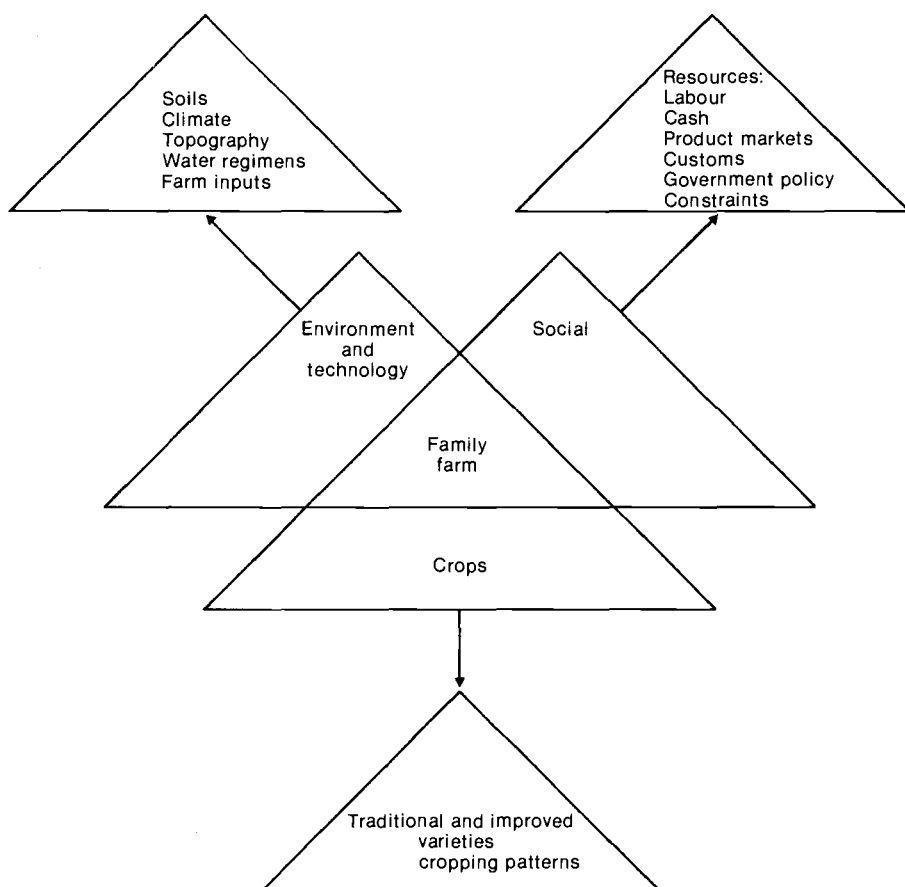 Soils
Climate
Topography
Water regimens
Farm inputs
Resources:
Labour
Cash
Product markets
Customs
Government policy
Constraints
Environment
and
technology
Social
Family
farm
Crops
Traditional and improved
varieties
cropping patterns